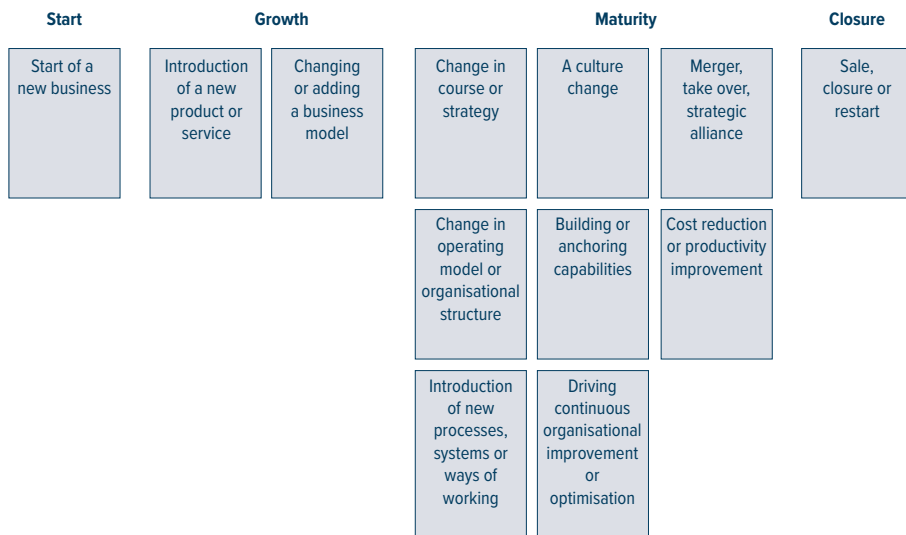 Start
Growth
Maturity
Closure
Start of a
new business
Introduction
of a new
product or
service
Changing
or adding
a business
model
Change in
course or
strategy
A culture
change
Merger,
take over,
strategic
alliance
Sale,
closure or
restart
Change in
operating
model or
organisational
structure
Building or
anchoring
capabilities
Cost reduction
or productivity
improvement
Introduction
of new
processes,
systems or
ways of
working
Driving
continuous
organisational
improvement
or
optimisation